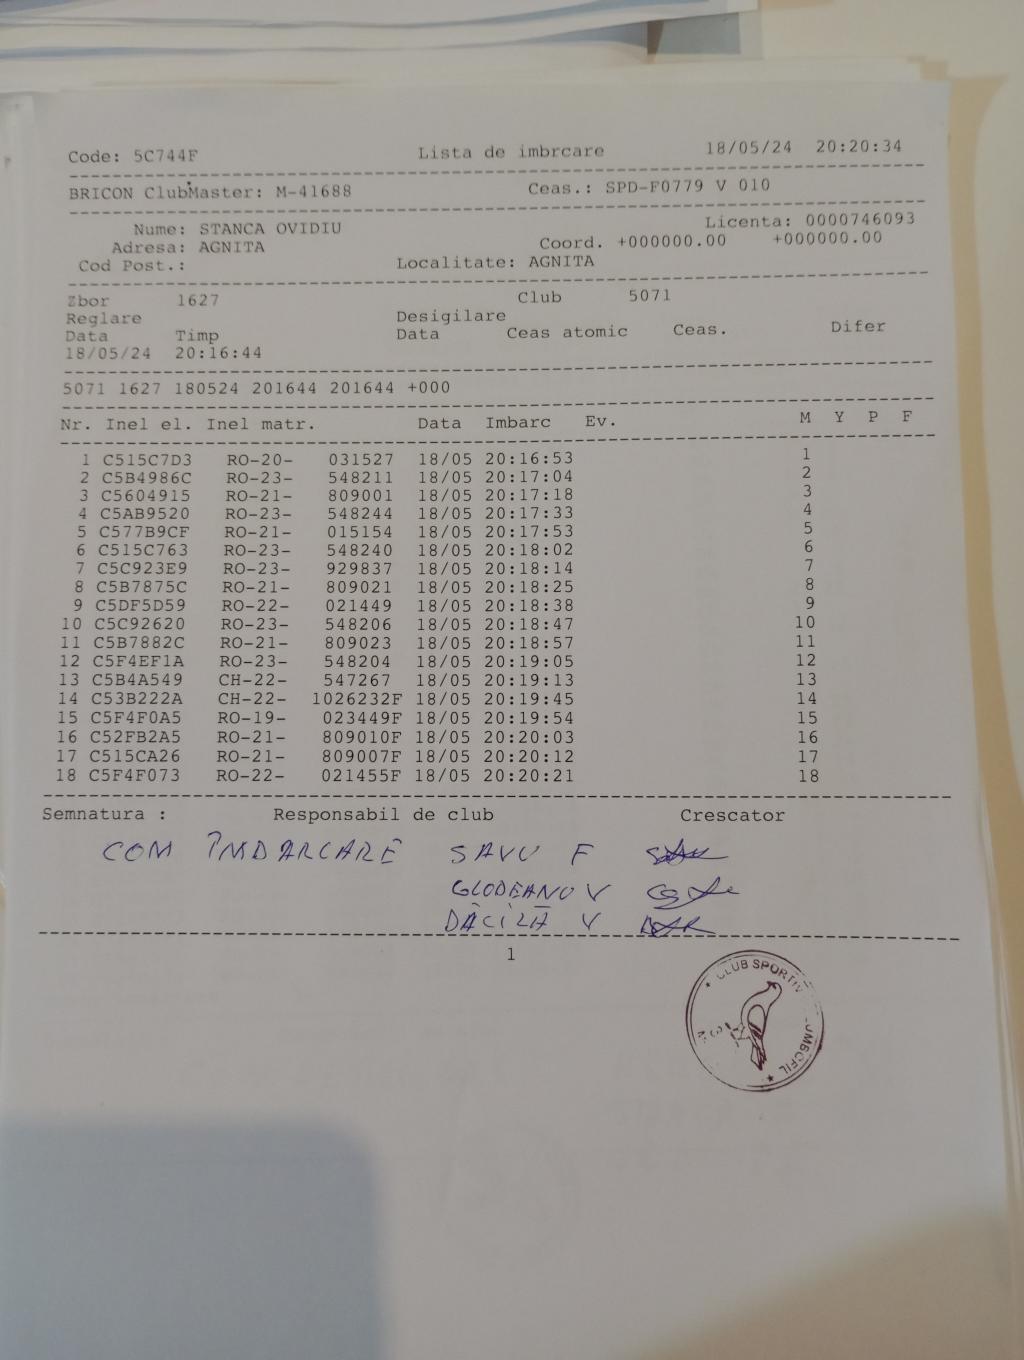 Code: 5C744F Lista de imbrcare 18/05/24 20:20:34
BRICON ClubMaster: M-41688 Ceas.: SPD-F0779 V 010
Nume: STANCA OVIDIU Licenta: 0000746093
Adresa: AGNITA Coord. +000000.00 +000000.00
Cod Post.: Localitate: AGNITA
Zbor 1627 Club 5071
Reglare Desigilare
Data Timp Data Ceas atomic Ceas. Difer
18/05/24 20:16:44
5071 1627 180524 201644 201644 +000
Nr. Inel el. Inel matr. Data Imbarc Ev. M Y P F
1 C515C7D3 RO-20- 031527 18/05 20:16:53 1
2 C5B4986C RO-23- 548211 18/05 20:17:04 2
3 C5604915 RO-21- 809001 18/05 20:17:18 3
4 C5AB9520 RO-23- 548244 18/05 20:17:33 4
5 C577B9CF RO-21- 015154 18/05 20:17:53 5
6 C515C763 RO-23- 548240 18/05 20:18:02 6
7 C5C923E9 RO-23- 929837 18/05 20:18:14 7
8 C5B7875C RO-21- 809021 18/05 20:18:25 8
9 C5DF5D59 RO-22- 021449 18/05 20:18:38 9
10 C5C92620 RO-23- 548206 18/05 20:18:47 10
11 C5B7882C RO-21- 809023 18/05 20:18:57 11
12 C5F4EF1A RO-23- 548204 18/05 20:19:05 12
13 C5B4A549 CH-22- 547267 18/05 20:19:13 13
14 C53B222A CH-22- 1026232F 18/05 20:19:45 14
15 C5F4F0A5 RO-19- 023449F 18/05 20:19:54 15
16 C52FB2A5 RO-21- 809010F 18/05 20:20:03 16
17 C515CA26 RO-21- 809007F 18/05 20:20:12 17
18 C5F4F073 RO-22- 021455F 18/05 20:20:21 18
Semnatura : Responsabil de club Crescator
COM ÎMBARCARE SAVU F
GLODEANU V
DĂCILĂ V
1
CLUB SPORTIV